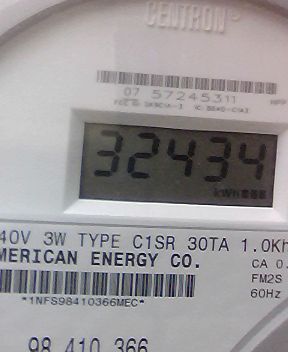 CENTRON
07 57245311
32434
kWh
40V 3W TYPE C1SR 30TA 1.0Kh
MERICAN ENERGY CO.
CA 0.
FM2S
60Hz
*1NFS98410366MEC*
98 410 366